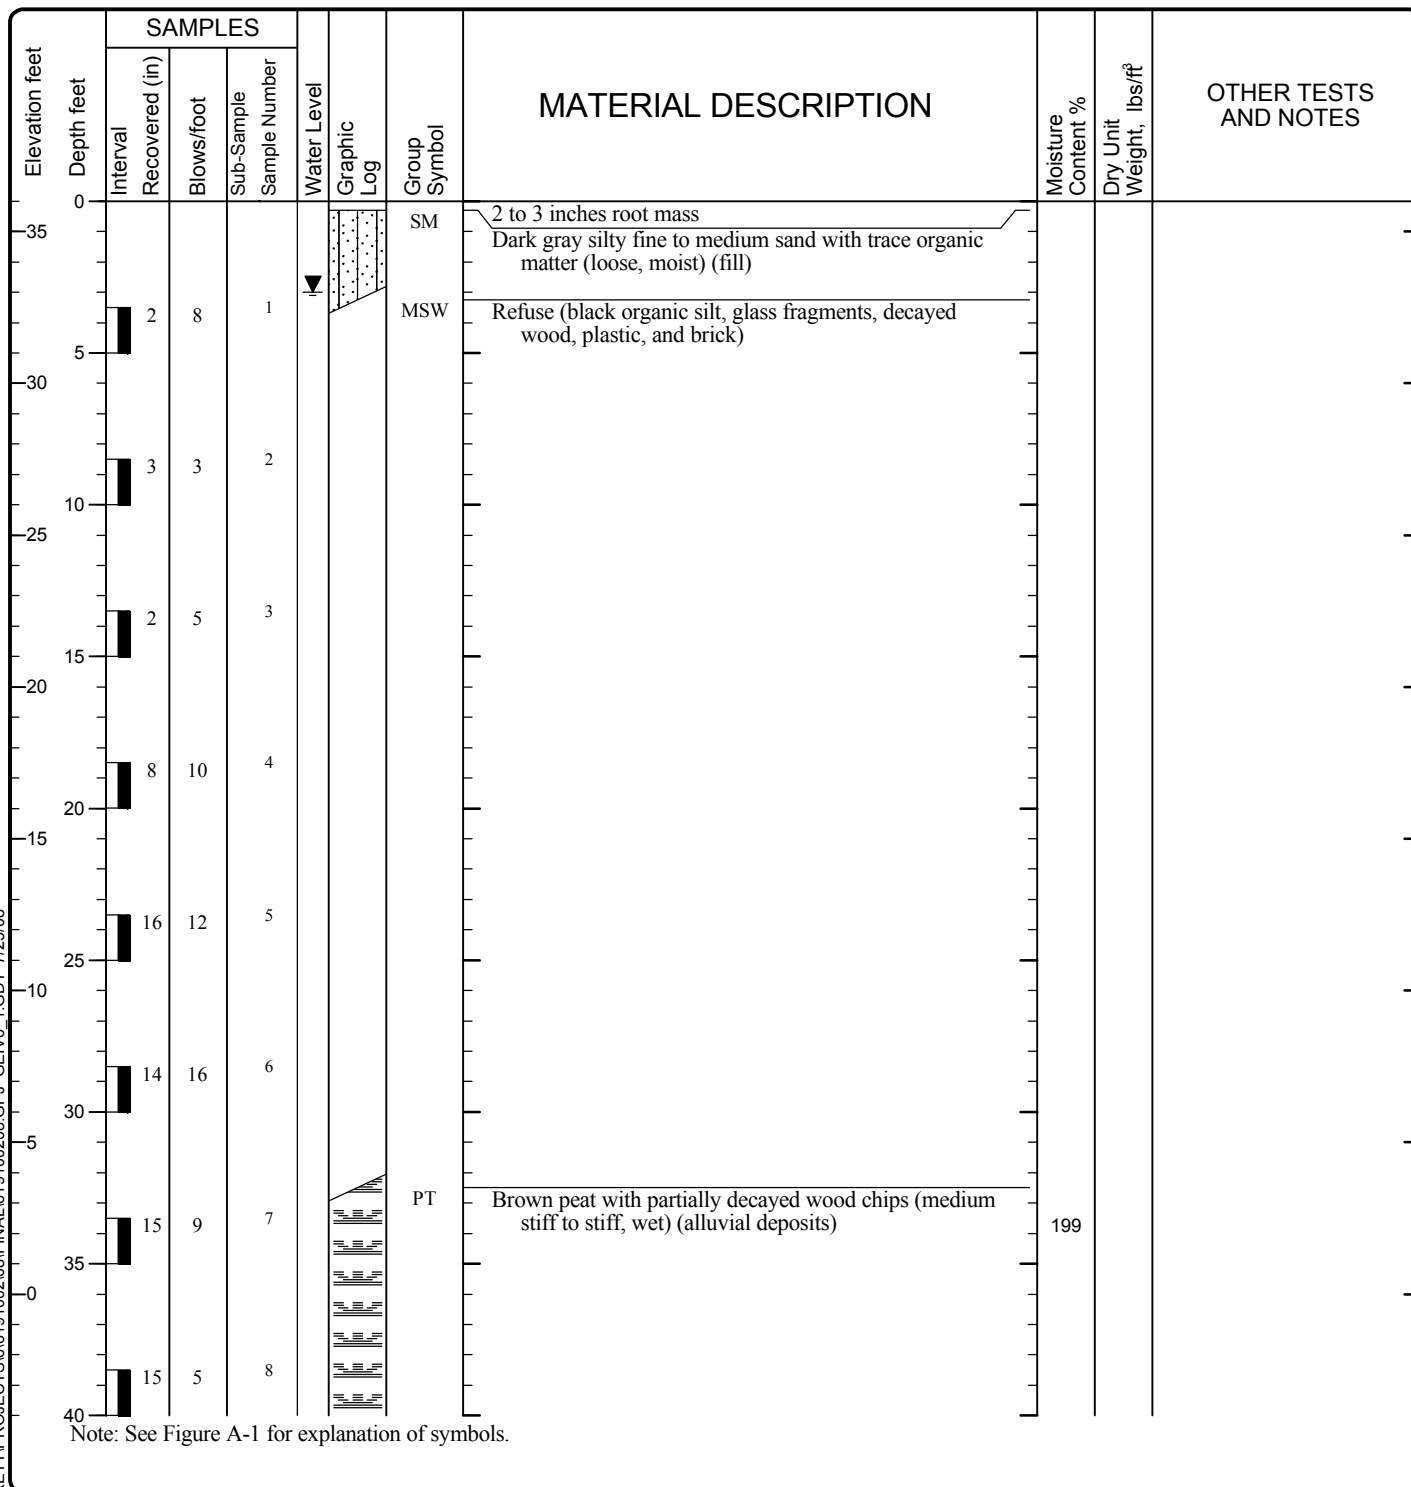 SAMPLES
Elevation feet
Depth feet
Interval
Recovered (in)
Blows/foot
Sub-Sample
Sample Number
Water Level
Graphic
Log
Group
Symbol
MATERIAL DESCRIPTION
Moisture
Content %
Dry Unit
Weight, lbs/ft³
OTHER TESTS
AND NOTES
0
SM
2 to 3 inches root mass
35
Dark gray silty fine to medium sand with trace organic
matter (loose, moist) (fill)
2 8 1
MSW
Refuse (black organic silt, glass fragments, decayed
wood, plastic, and brick)
5
30
3 3 2
10
25
2 5 3
15
20
8 10 4
20
15
16 12 5
25
10
14 16 6
30
5
PT
Brown peat with partially decayed wood chips (medium
stiff to stiff, wet) (alluvial deposits)
15 9 7
199
35
0
15 5 8
40
Note: See Figure A-1 for explanation of symbols.